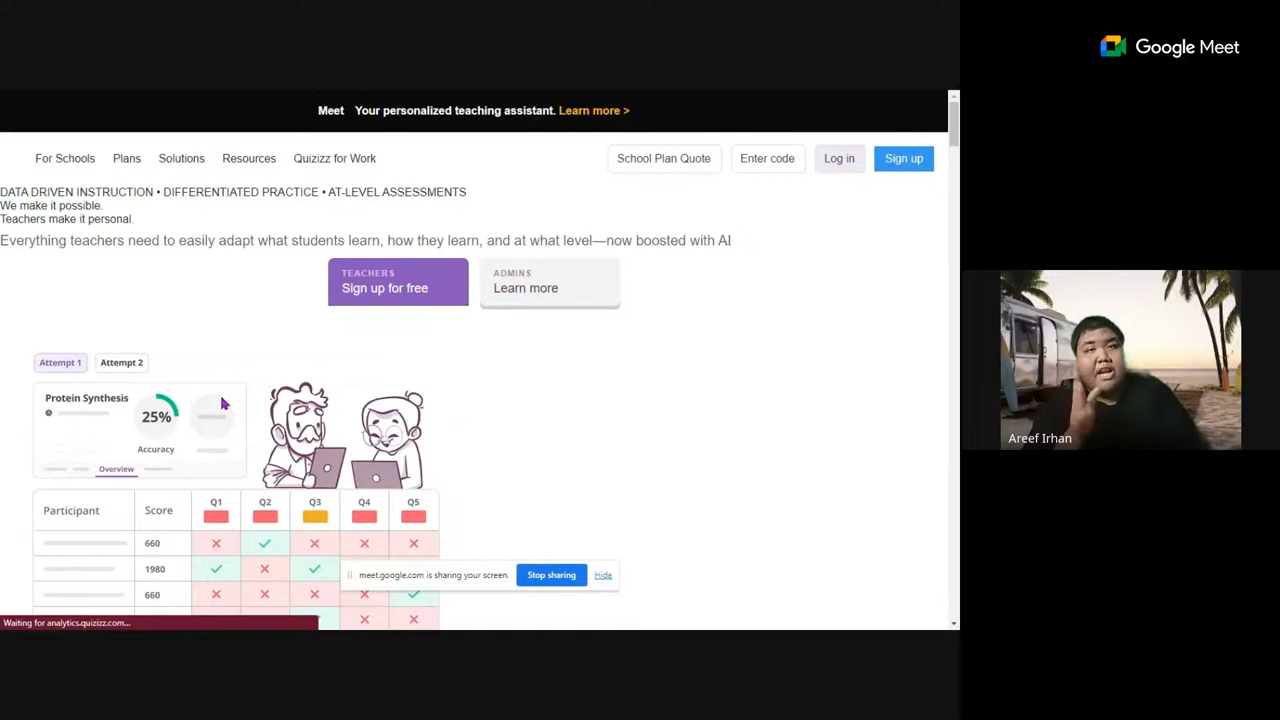 Google Meet
Meet Your personalized teaching assistant. Learn more >
For Schools Plans Solutions Resources Quizizz for Work School Plan Quote Enter code Log in Sign up
DATA DRIVEN INSTRUCTION • DIFFERENTIATED PRACTICE • AT-LEVEL ASSESSMENTS
We make it possible.
Teachers make it personal.
Everything teachers need to easily adapt what students learn, how they learn, and at what level—now boosted with AI
TEACHERS
Sign up for free
ADMINS
Learn more
Attempt 1 Attempt 2
Protein Synthesis
25%
Accuracy
Overview
Participant Score Q1 Q2 Q3 Q4 Q5
660
1980
660
meet.google.com is sharing your screen. Stop sharing Hide
Waiting for analytics.quizizz.com...
Areef Irhan